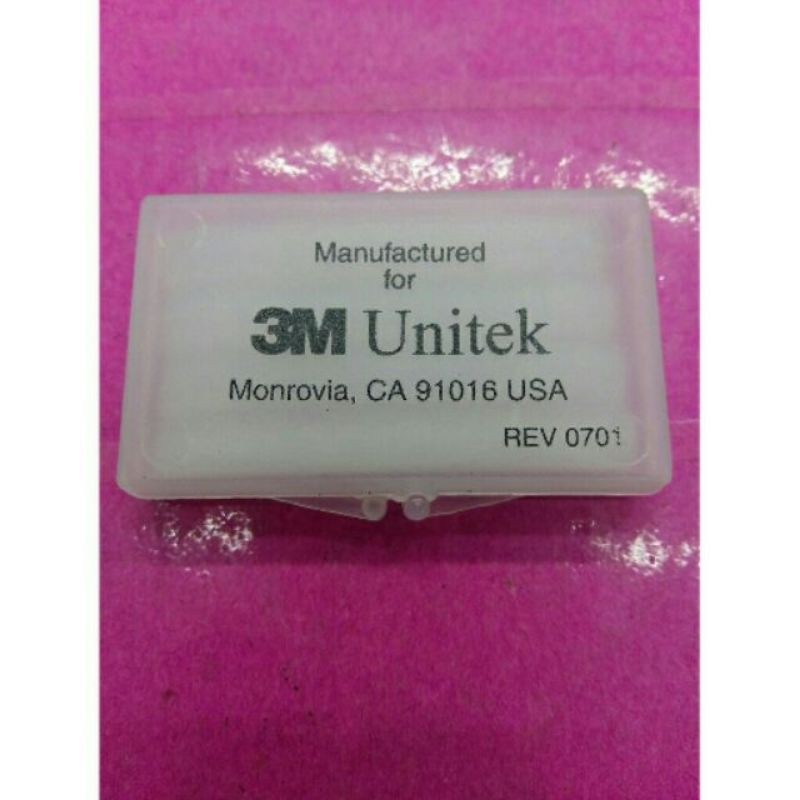 Manufactured
for
3M Unitek
Monrovia, CA 91016 USA
REV 0701